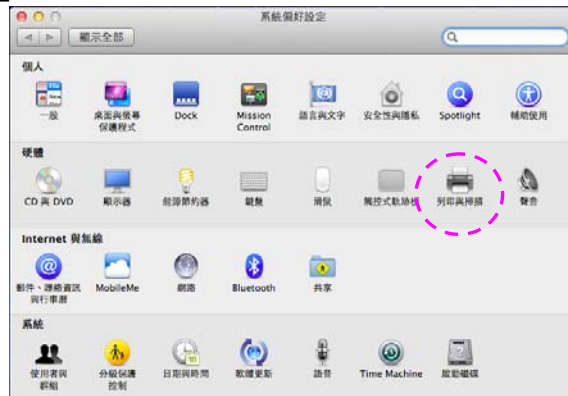 系統偏好設定
顯示全部
個人
一般
桌面與螢幕
保護程式
Dock
Mission
Control
語言與文字
安全性與隱私
Spotlight
輔助使用
硬體
CD 與 DVD
顯示器
能源節約器
鍵盤
滑鼠
觸控式軌跡板
列印與掃描
聲音
Internet 與無線
郵件、聯絡資訊
與行事曆
MobileMe
網路
Bluetooth
共享
系統
使用者與
群組
分級保護
控制
日期與時間
軟體更新
語音
Time Machine
啟動磁碟